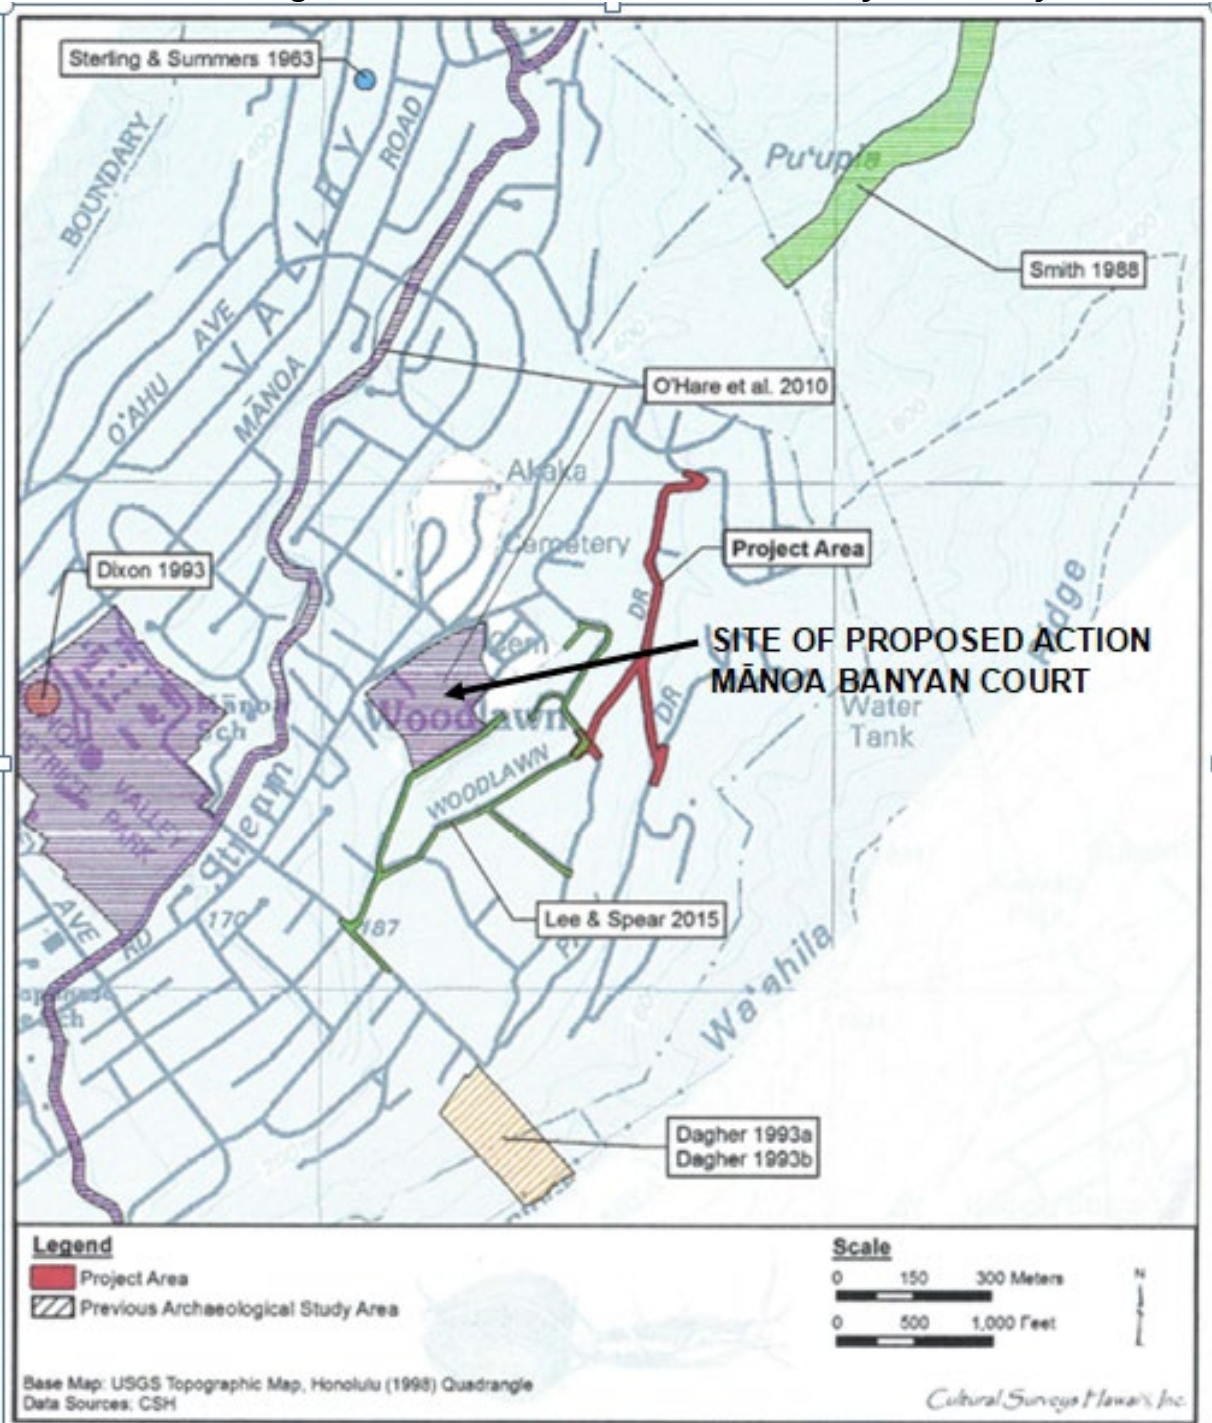 Sterling & Summers 1963
BOUNDARY
VALLEY
ROAD
Pu'upia
Smith 1988
O'AHU
AVE
MĀNOA
O'Hare et al. 2010
Akaka
Cemetery
Project Area
Dixon 1993
DR
Cem
SITE OF PROPOSED ACTION
MĀNOA BANYAN COURT
Ridge
Mānoa
Sch
Woodlawn
DR
Water
Tank
VALLEY
PARK
WOODLAWN
Stream
Lee & Spear 2015
AVE
RD
170
187
Wa'ahila
Dagher 1993a
Dagher 1993b
Legend
Project Area
Previous Archaeological Study Area
Scale
0 150 300 Meters
0 500 1,000 Feet
N
Base Map: USGS Topographic Map, Honolulu (1998) Quadrangle
Data Sources: CSH
Cultural Surveys Hawai'i, Inc.